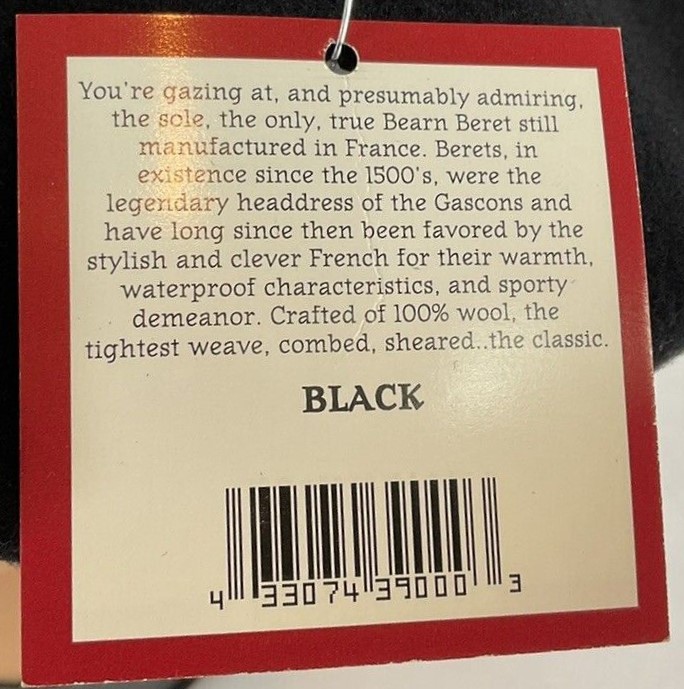 You're gazing at, and presumably admiring,
the sole, the only, true Bearn Beret still
manufactured in France. Berets, in
existence since the 1500's, were the
legendary headdress of the Gascons and
have long since then been favored by the
stylish and clever French for their warmth,
waterproof characteristics, and sporty
demeanor. Crafted of 100% wool, the
tightest weave, combed, sheared..the classic.
BLACK
4 33074 39000 3